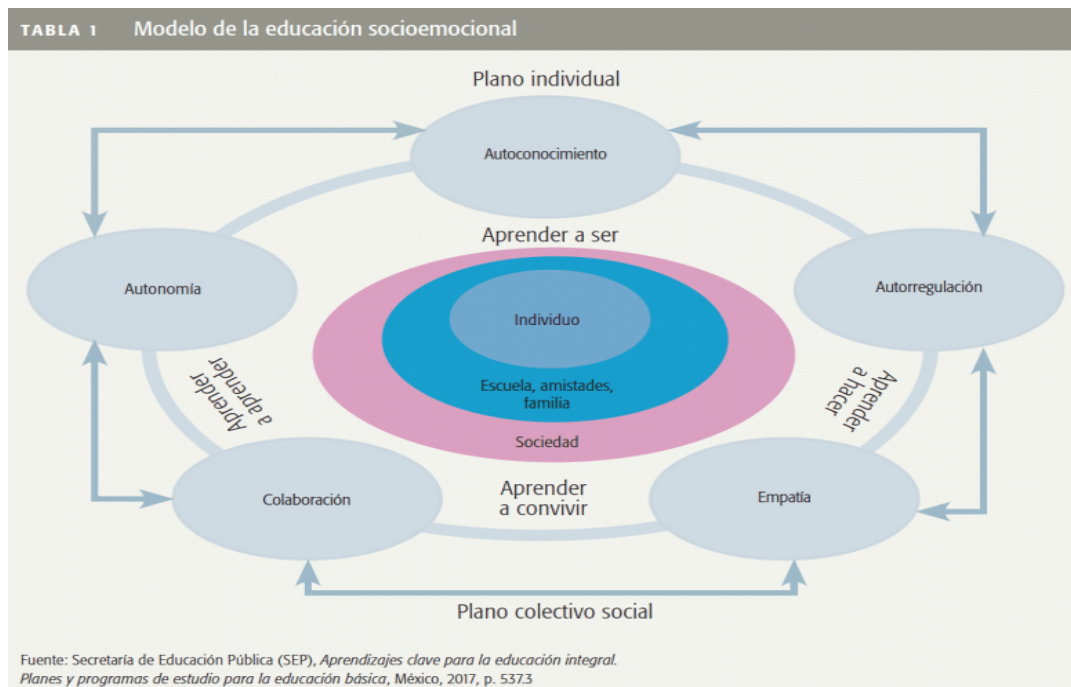 TABLA 1 Modelo de la educación socioemocional
Plano individual
Autoconocimiento
Aprender a ser
Autonomía
Autorregulación
Individuo
Escuela, amistades,
familia
Sociedad
Aprender
a aprender
Aprender
a hacer
Colaboración
Aprender
a convivir
Empatía
Plano colectivo social
Fuente: Secretaría de Educación Pública (SEP), Aprendizajes clave para la educación integral.
Planes y programas de estudio para la educación básica, México, 2017, p. 537.3